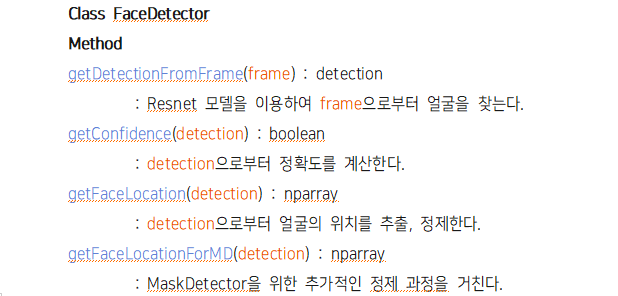 Class FaceDetector
Method
getDetectionFromFrame(frame) : detection
: Resnet 모델을 이용하여 frame으로부터 얼굴을 찾는다.
getConfidence(detection) : boolean
: detection으로부터 정확도를 계산한다.
getFaceLocation(detection) : nparray
: detection으로부터 얼굴의 위치를 추출, 정제한다.
getFaceLocationForMD(detection) : nparray
: MaskDetector을 위한 추가적인 정제 과정을 거친다.